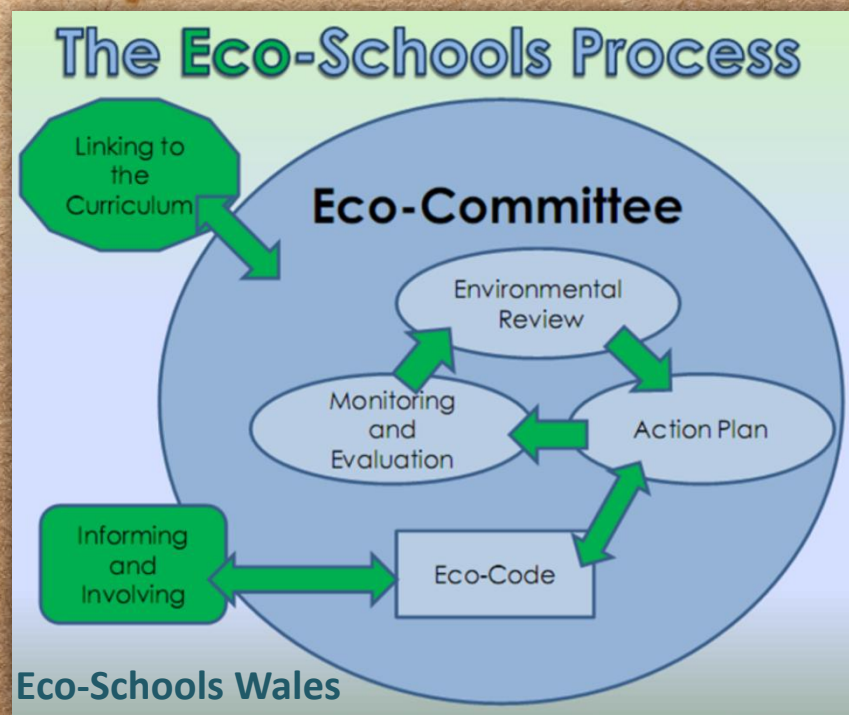 The Eco-Schools Process
Linking to
the
Curriculum
Eco-Committee
Environmental
Review
Monitoring
and
Evaluation
Action Plan
Informing
and
Involving
Eco-Code
Eco-Schools Wales